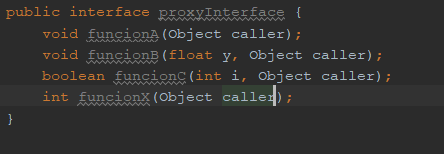 public interface proxyInterface {
void funcionA(Object caller);
void funcionB(float y, Object caller);
boolean funcionC(int i, Object caller);
int funcionX(Object caller);
}